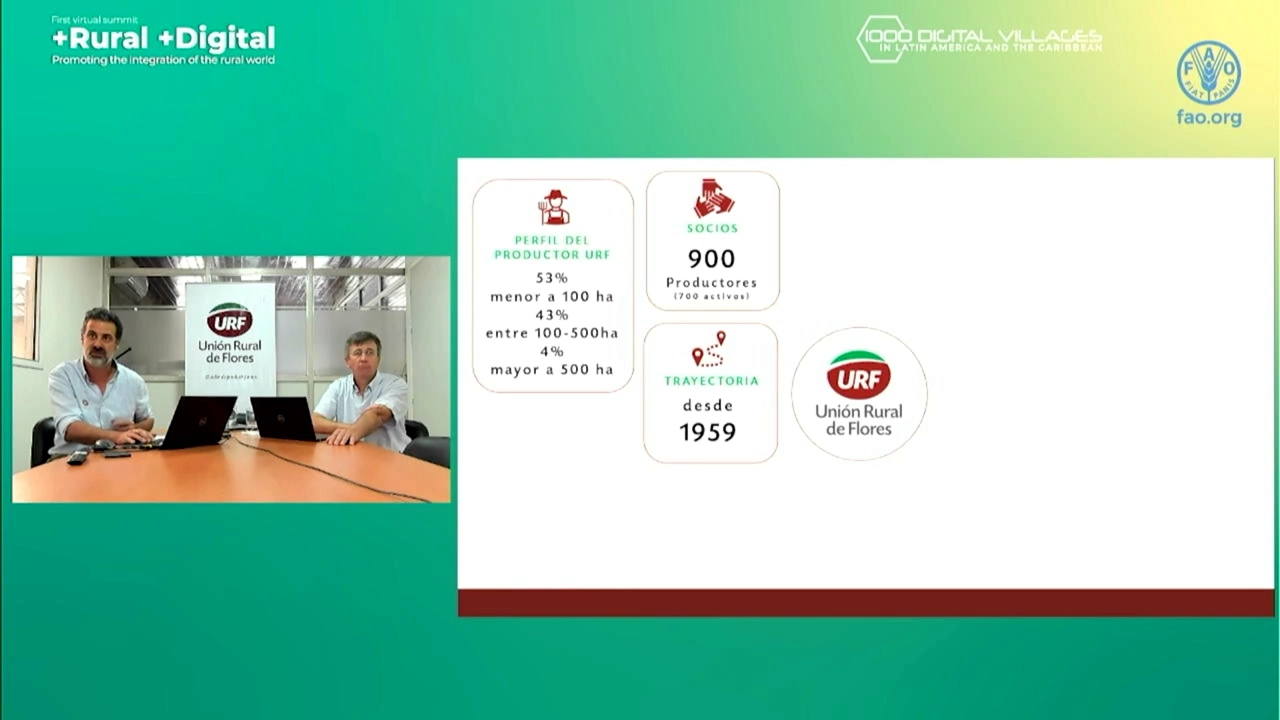 First virtual summit
+Rural +Digital
Promoting the integration of the rural world
1000 DIGITAL VILLAGES
IN LATIN AMERICA AND THE CARIBBEAN
F A O
FIAT PANIS
fao.org
PERFIL DEL
PRODUCTOR URF
53%
menor a 100 ha
43%
entre 100-500ha
4%
mayor a 500 ha
SOCIOS
900
Productores
(700 activos)
TRAYECTORIA
desde
1959
URF
Unión Rural
de Flores
URF
Unión Rural
de Flores